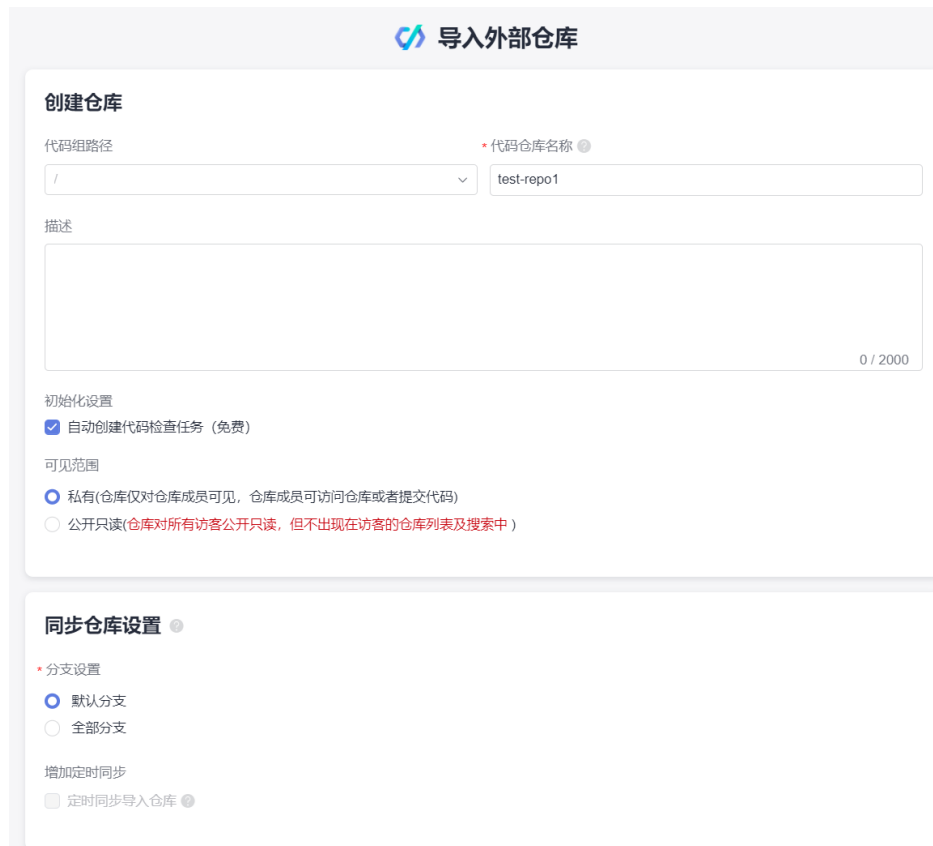 导入外部仓库
创建仓库
代码组路径
* 代码仓库名称 ?
/
test-repo1
描述
0 / 2000
初始化设置
自动创建代码检查任务（免费）
可见范围
私有(仓库仅对仓库成员可见，仓库成员可访问仓库或者提交代码)
公开只读(仓库对所有访客公开只读，但不出现在访客的仓库列表及搜索中 )
同步仓库设置 ?
* 分支设置
默认分支
全部分支
增加定时同步
定时同步导入仓库 ?